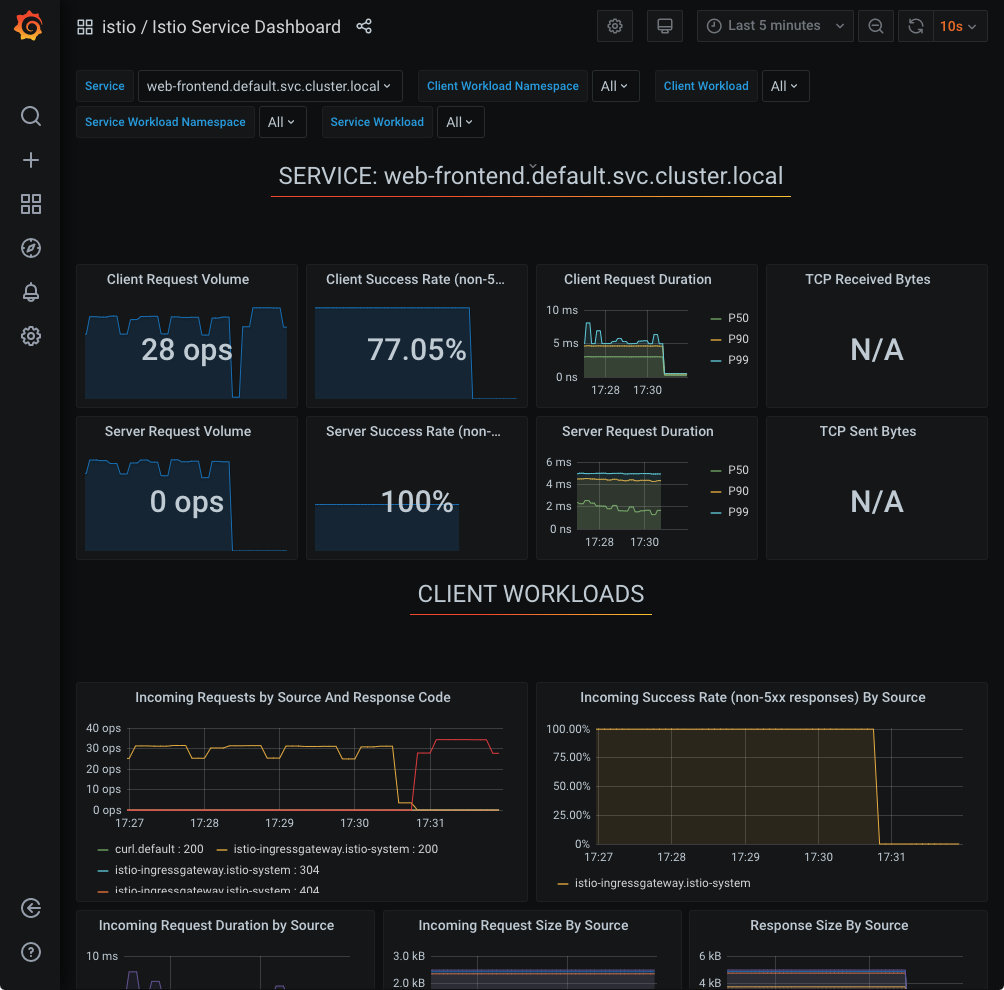 istio / Istio Service Dashboard
Last 5 minutes
10s
Service web-frontend.default.svc.cluster.local Client Workload Namespace All Client Workload All
Service Workload Namespace All Service Workload All
SERVICE: web-frontend.default.svc.cluster.local
Client Request Volume
28 ops
Client Success Rate (non-5...
77.05%
Client Request Duration
10 ms
5 ms
0 ns
17:28 17:30
P50
P90
P99
TCP Received Bytes
N/A
Server Request Volume
0 ops
Server Success Rate (non-...
100%
Server Request Duration
6 ms
4 ms
2 ms
0 ns
17:28 17:30
P50
P90
P99
TCP Sent Bytes
N/A
CLIENT WORKLOADS
Incoming Requests by Source And Response Code
40 ops
30 ops
20 ops
10 ops
0 ops
17:27 17:28 17:29 17:30 17:31
curl.default : 200 istio-ingressgateway.istio-system : 200
istio-ingressgateway.istio-system : 304
istio-ingressgateway.istio-system : 404
Incoming Success Rate (non-5xx responses) By Source
100.00%
75.00%
50.00%
25.00%
0%
17:27 17:28 17:29 17:30 17:31
istio-ingressgateway.istio-system
Incoming Request Duration by Source
10 ms
Incoming Request Size By Source
3.0 kB
2.0 kB
Response Size By Source
6 kB
4 kB